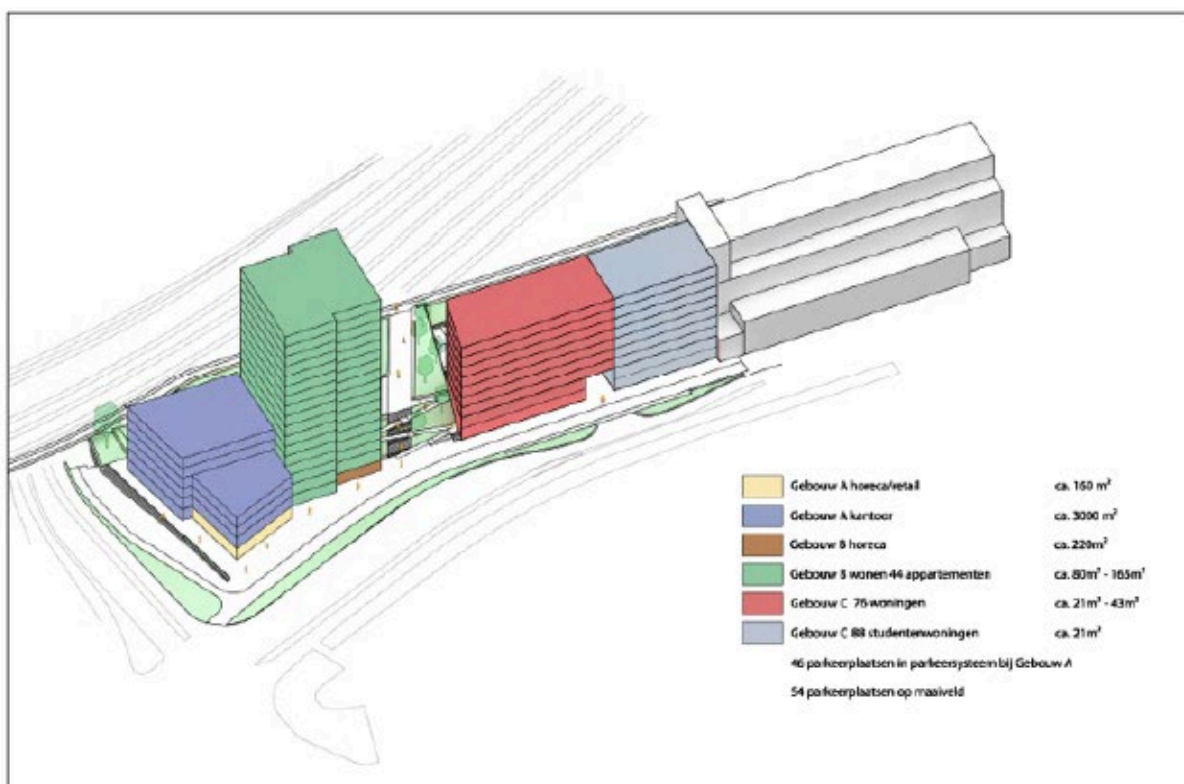 Gebouw A horeca/retail ca. 160 m²
Gebouw A kantoor ca. 3000 m²
Gebouw B horeca ca. 220m²
Gebouw B wonen 44 appartementen ca. 80m² - 165m²
Gebouw C 76 woningen ca. 21m² - 43m²
Gebouw C 88 studentenwoningen ca. 21m²
46 parkeerplaatsen in parkeersysteem bij Gebouw A
54 parkeerplaatsen op maaiveld